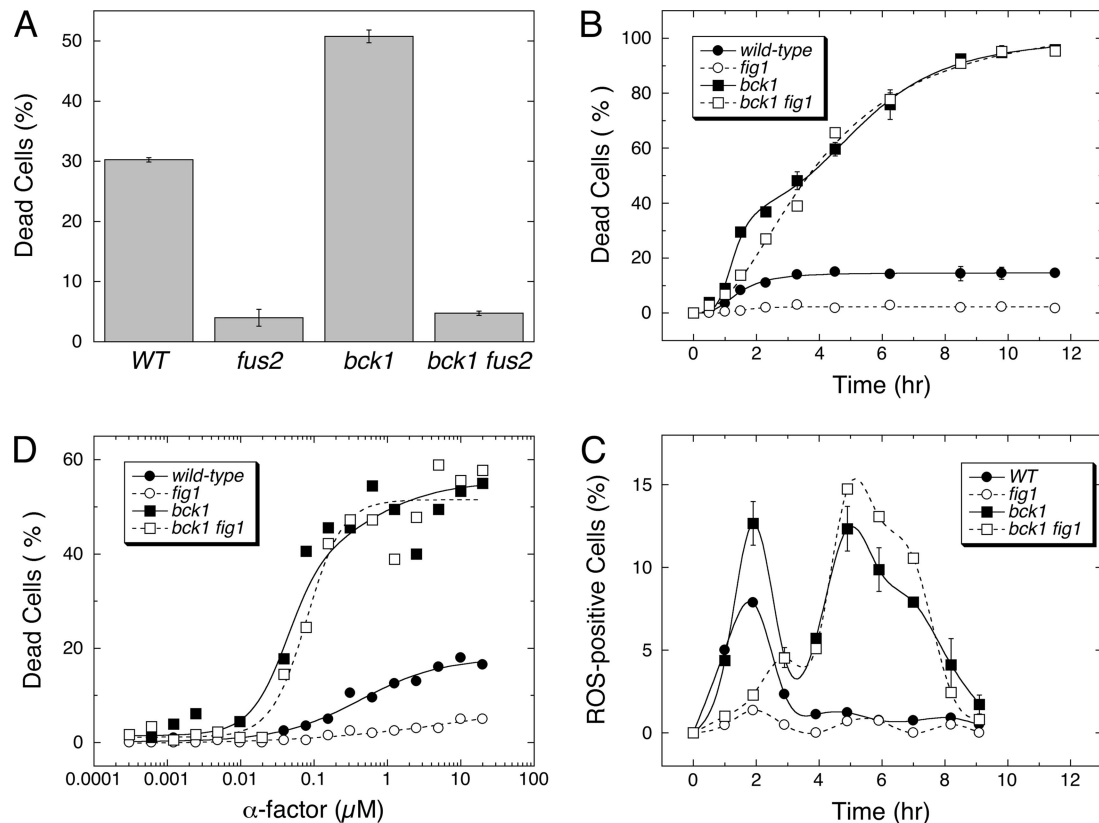 A
Dead Cells (%)
50
40
30
20
10
0
WT fus2 bck1 bck1 fus2
B
wild-type
fig1
bck1
bck1 fig1
Dead Cells ( % )
100
80
60
40
20
0
0 2 4 6 8 10 12
Time (hr)
D
wild-type
fig1
bck1
bck1 fig1
Dead Cells ( % )
60
40
20
0
0.0001 0.001 0.01 0.1 1 10 100
α-factor (µM)
C
WT
fig1
bck1
bck1 fig1
ROS-positive Cells (%)
15
10
5
0
0 2 4 6 8 10 12
Time (hr)